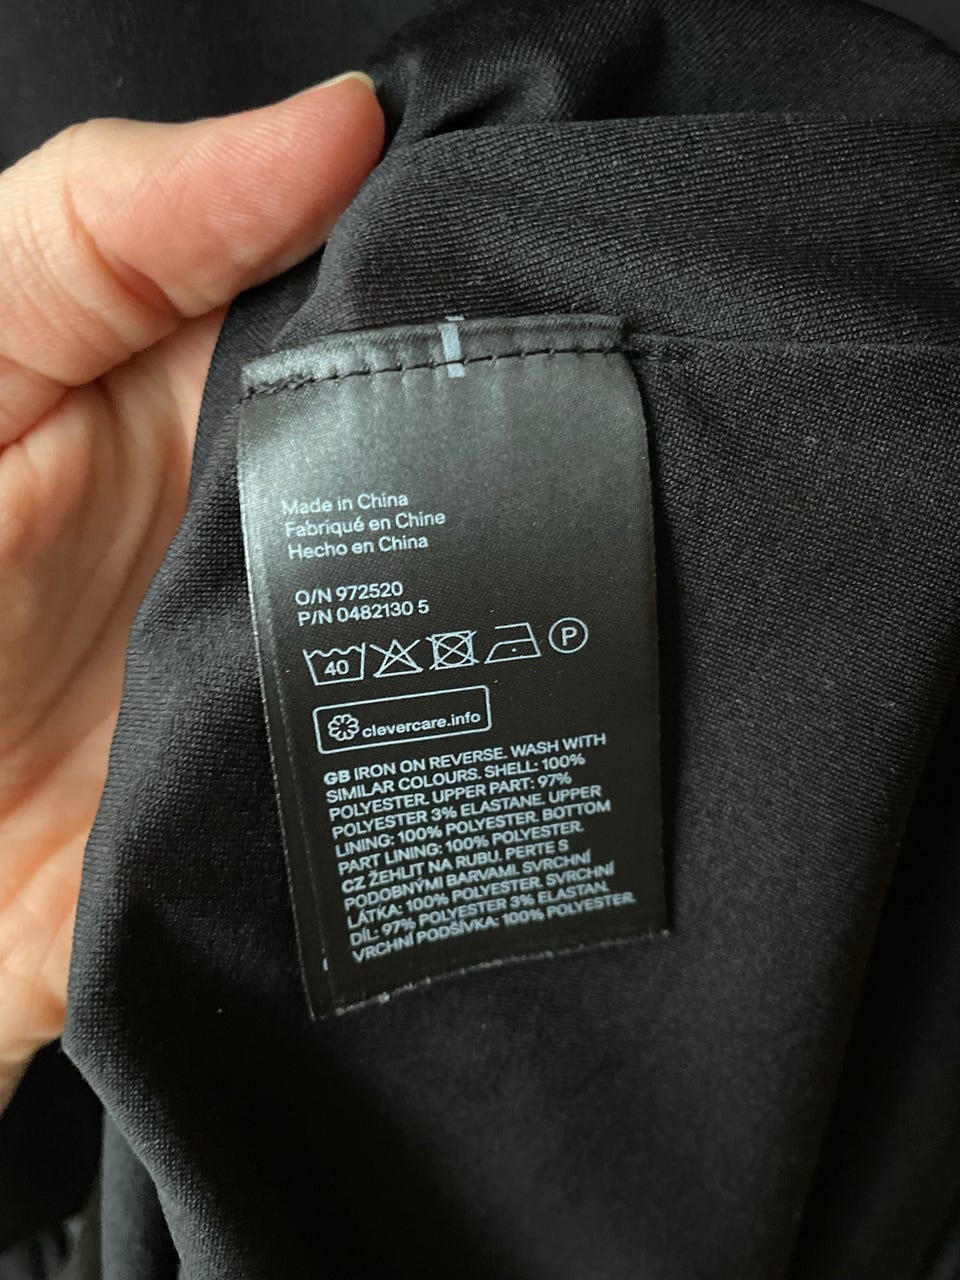 Made in China
Fabriqué en Chine
Hecho en China
O/N 972520
P/N 0482130 5
40 P
clevercare.info
GB IRON ON REVERSE. WASH WITH
SIMILAR COLOURS. SHELL: 100%
POLYESTER. UPPER PART: 97%
POLYESTER 3% ELASTANE. UPPER
LINING: 100% POLYESTER. BOTTOM
PART LINING: 100% POLYESTER.
CZ ŽEHLIT NA RUBU. PERTE S
PODOBNÝMI BARVAMI. SVRCHNÍ
LÁTKA: 100% POLYESTER. SVRCHNÍ
DÍL: 97% POLYESTER 3% ELASTAN.
VRCHNÍ PODŠÍVKA: 100% POLYESTER.